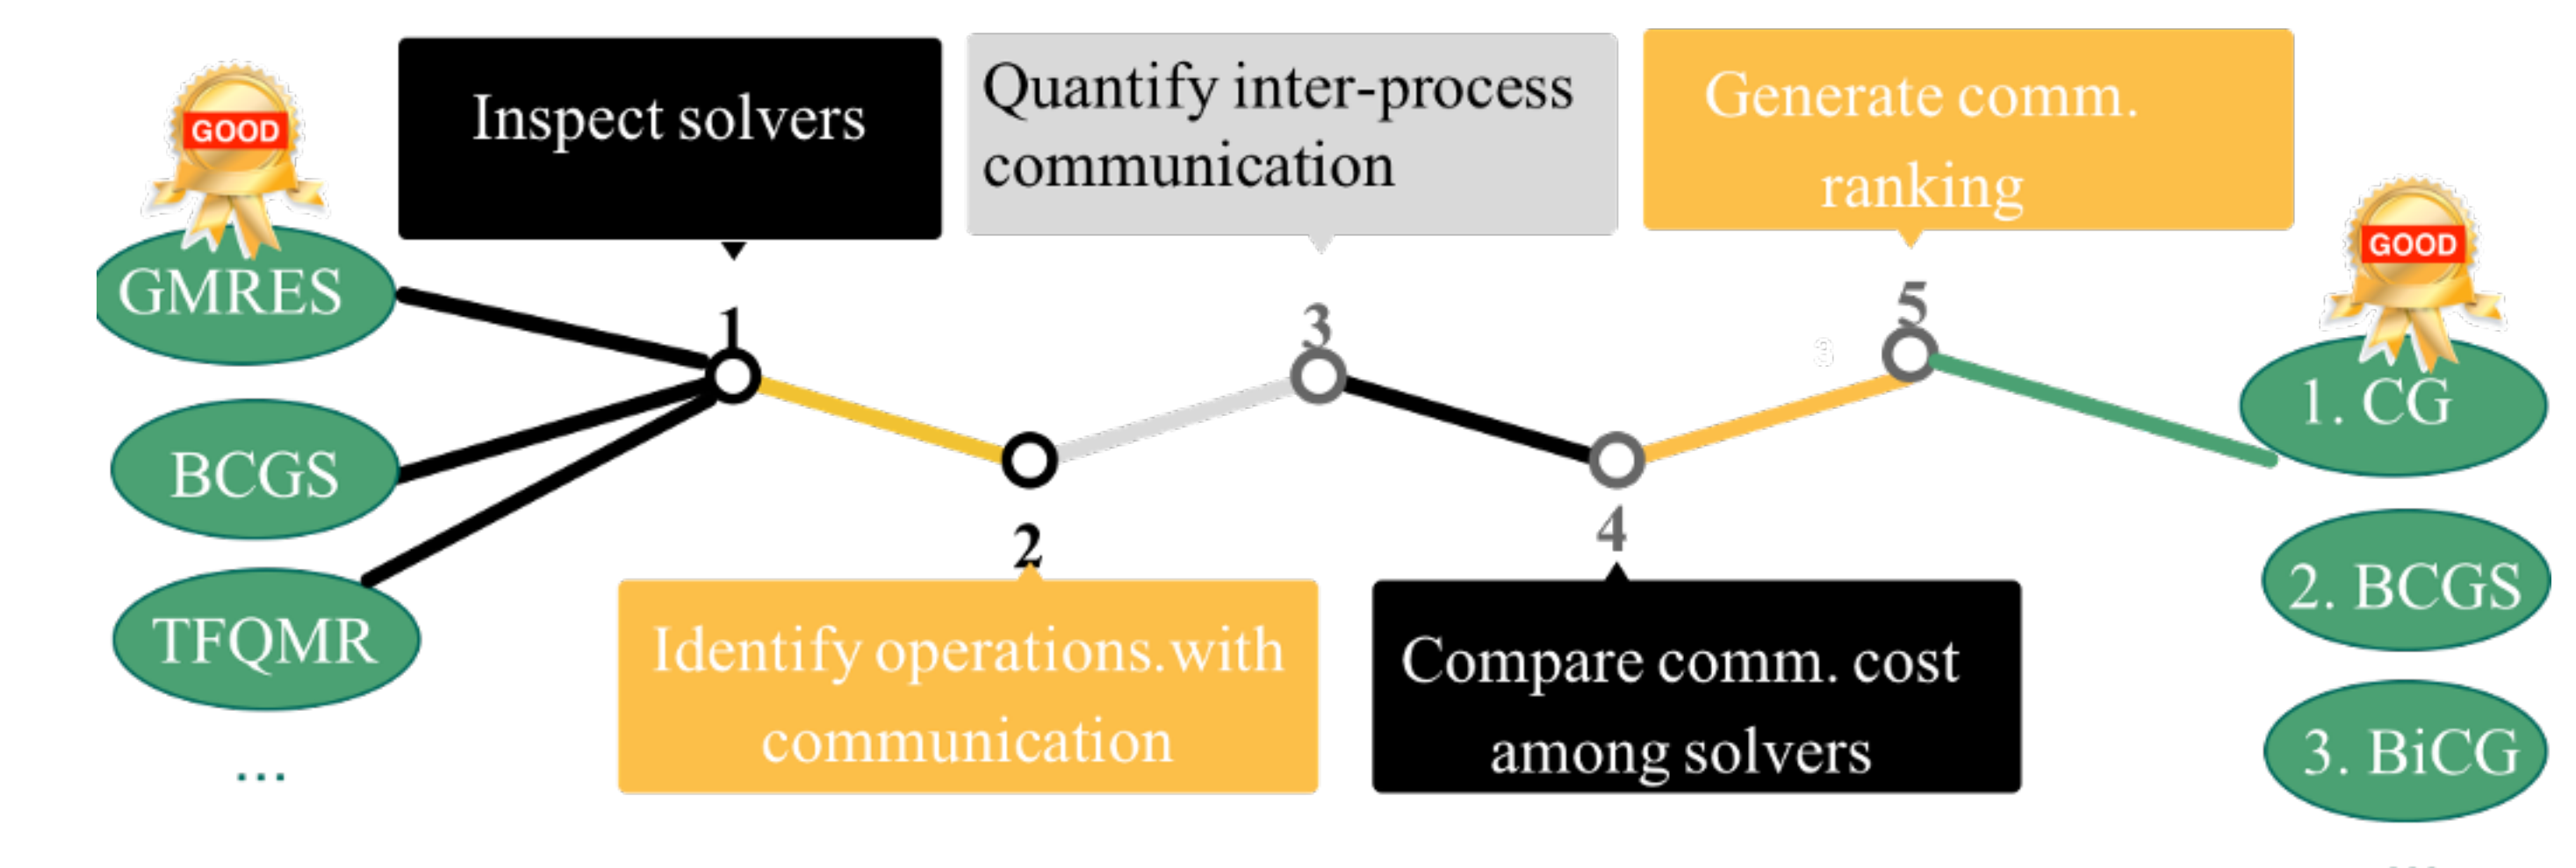 GOOD
GMRES
BCGS
TFQMR
...
Inspect solvers
1
2
Identify operations.with
communication
Quantify inter-process
communication
3
4
Compare comm. cost
among solvers
Generate comm.
ranking
5
3
GOOD
1. CG
2. BCGS
3. BiCG
...